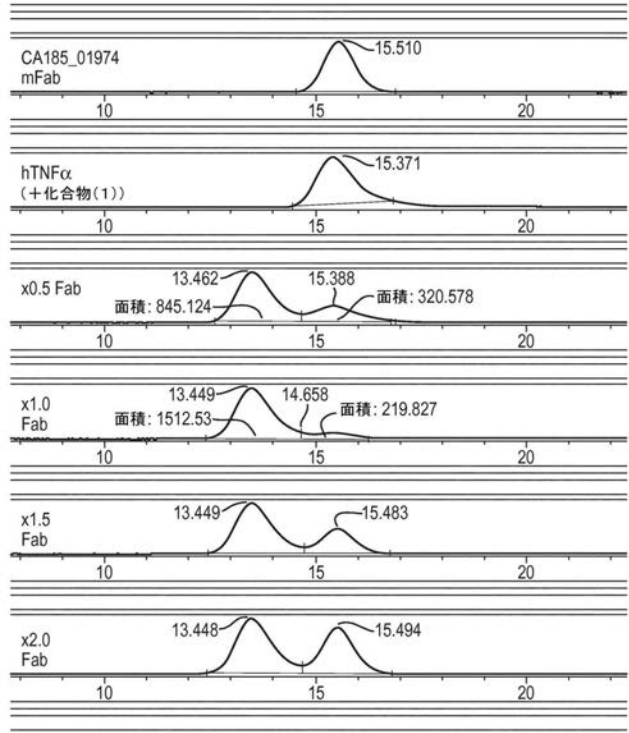 CA185_01974
mFab
15.510
10 15 20
hTNFα
(+化合物(1))
15.371
10 15 20
x0.5 Fab
13.462
15.388
面積: 845.124
面積: 320.578
10 15 20
x1.0
Fab
13.449
14.658
面積: 1512.53
面積: 219.827
10 15 20
x1.5
Fab
13.449
15.483
10 15 20
x2.0
Fab
13.448
15.494
10 15 20